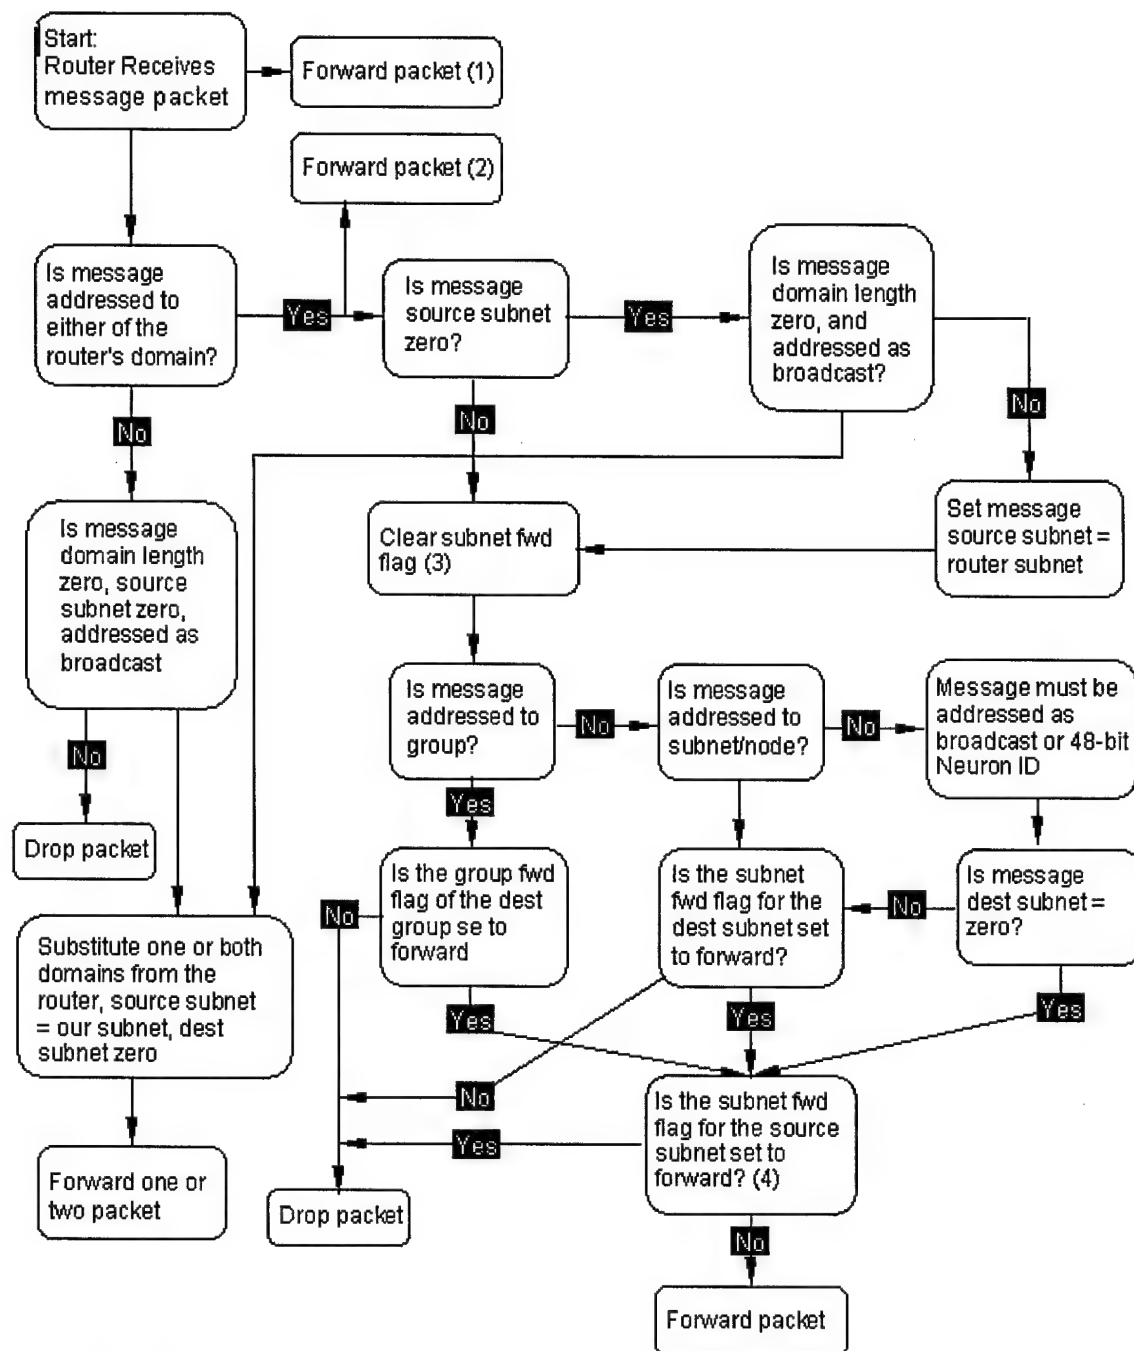 Start:
Router Receives
message packet
Forward packet (1)
Forward packet (2)
Is message
addressed to
either of the
router's domain?
Yes
Is message
source subnet
zero?
Yes
Is message
domain length
zero, and
addressed as
broadcast?
No
No
No
Is message
domain length
zero, source
subnet zero,
addressed as
broadcast
Clear subnet fwd
flag (3)
Set message
source subnet =
router subnet
Is message
addressed to
group?
No
Is message
addressed to
subnet/node?
No
Message must be
addressed as
broadcast or 48-bit
Neuron ID
No
Yes
Drop packet
Is the group fwd
flag of the dest
group se to
forward
No
Is the subnet
fwd flag for the
dest subnet set
to forward?
No
Is message
dest subnet =
zero?
Substitute one or both
domains from the
router, source subnet
= our subnet, dest
subnet zero
Yes
Yes
Yes
No
Yes
Is the subnet fwd
flag for the source
subnet set to
forward? (4)
Forward one or
two packet
Drop packet
No
Forward packet